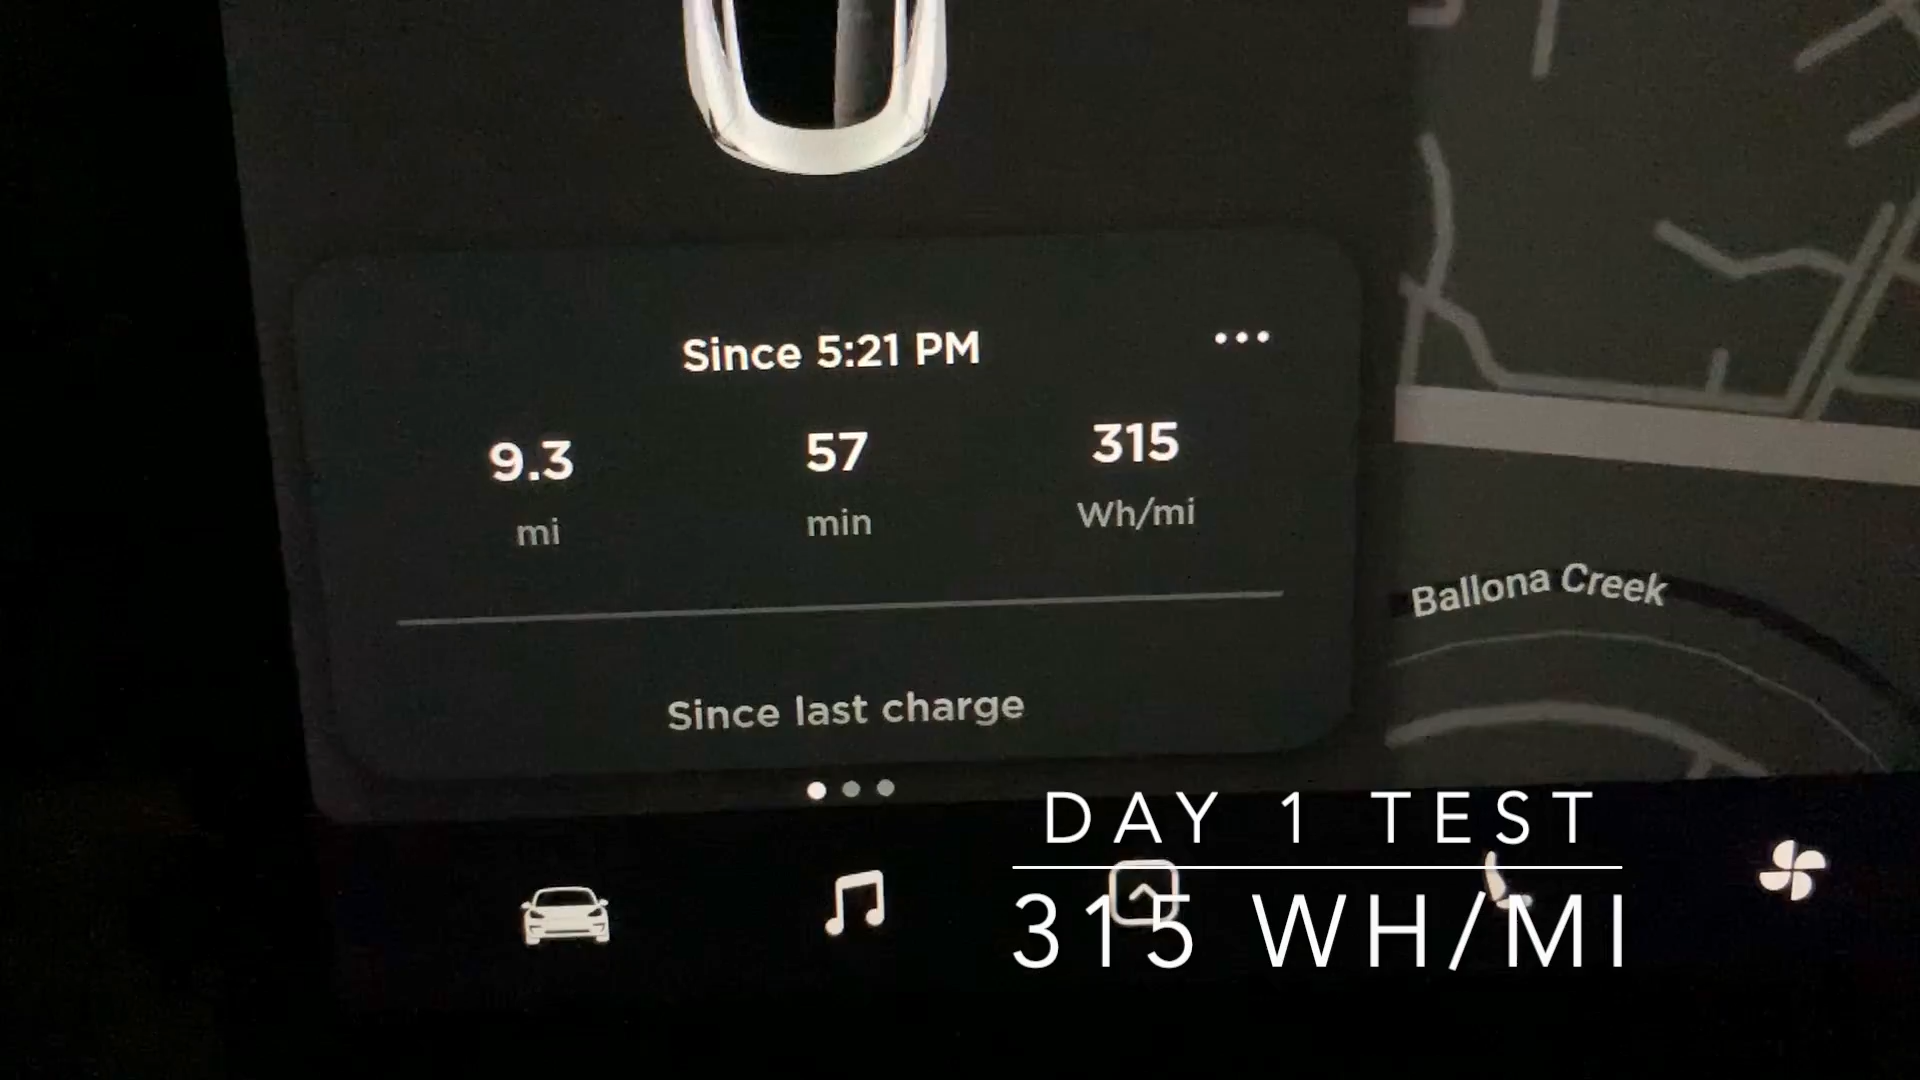 Since 5:21 PM
9.3 57 315
mi min Wh/mi
Ballona Creek
Since last charge
DAY 1 TEST
315 WH/MI